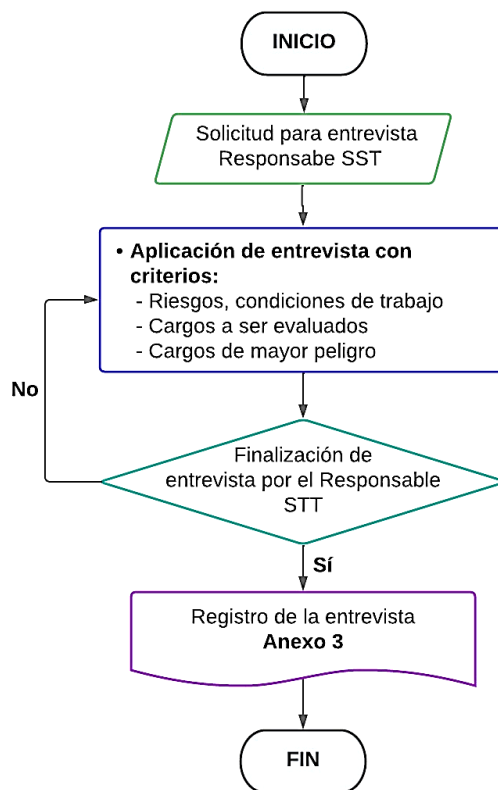 INICIO
Solicitud para entrevista
Responsabe SST
• Aplicación de entrevista con
criterios:
- Riesgos, condiciones de trabajo
- Cargos a ser evaluados
- Cargos de mayor peligro
No
Finalización de
entrevista por el Responsable
STT
Sí
Registro de la entrevista
Anexo 3
FIN